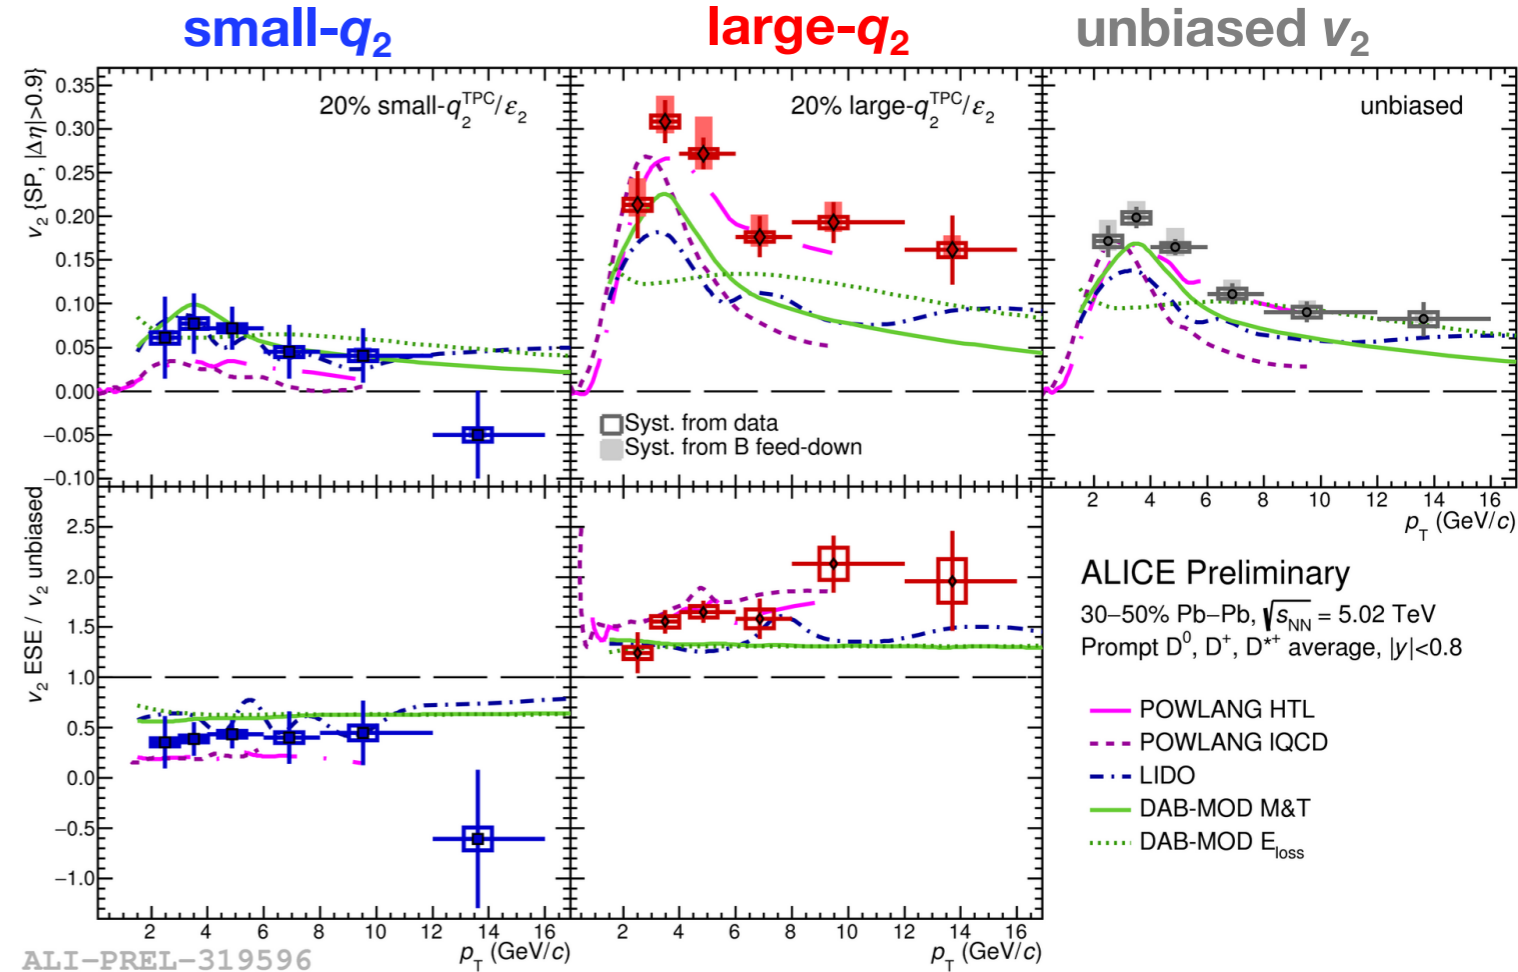 small-q2
large-q2
unbiased v2
v2 {SP, |Δη|>0.9}
0.35
0.30
0.25
0.20
0.15
0.10
0.05
0.00
−0.05
−0.10
20% small-q2^TPC/ε2
20% large-q2^TPC/ε2
unbiased
Syst. from data
Syst. from B feed-down
2 4 6 8 10 12 14 16
pT (GeV/c)
v2 ESE / v2 unbiased
2.5
2.0
1.5
1.0
0.5
0.0
−0.5
−1.0
2 4 6 8 10 12 14 16
pT (GeV/c)
2 4 6 8 10 12 14 16
pT (GeV/c)
ALICE Preliminary
30–50% Pb–Pb, √sNN = 5.02 TeV
Prompt D⁰, D⁺, D*⁺ average, |y|<0.8
POWLANG HTL
POWLANG lQCD
LIDO
DAB-MOD M&T
DAB-MOD Eloss
ALI−PREL−319596